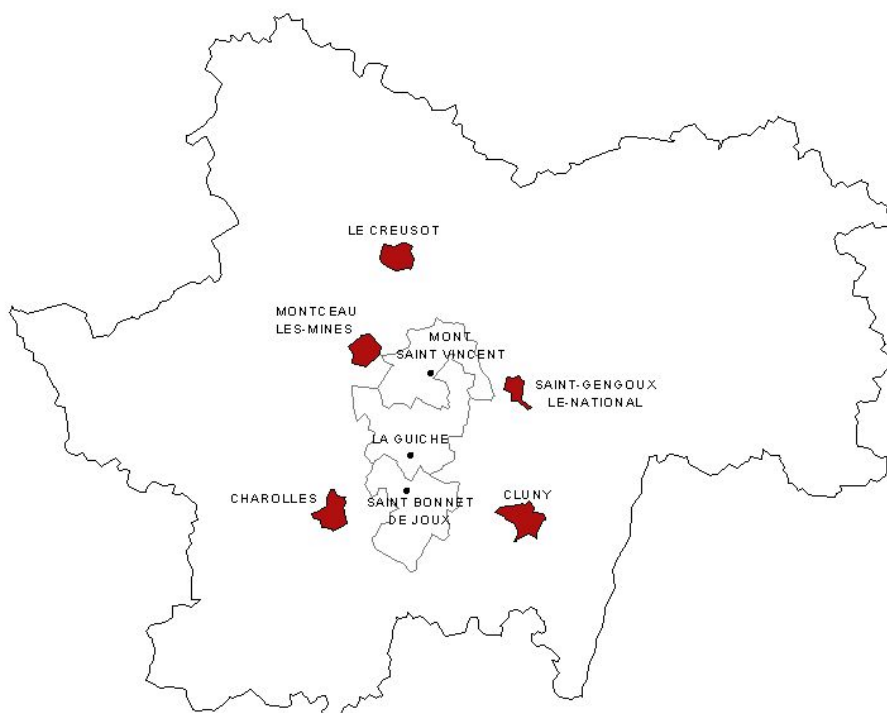 LE CREUSOT
MONTCEAU
LES-MINES
MONT
SAINT VINCENT
SAINT-GENGOUX
LE-NATIONAL
LA GUICHE
CHAROLLES
SAINT BONNET
DE JOUX
CLUNY